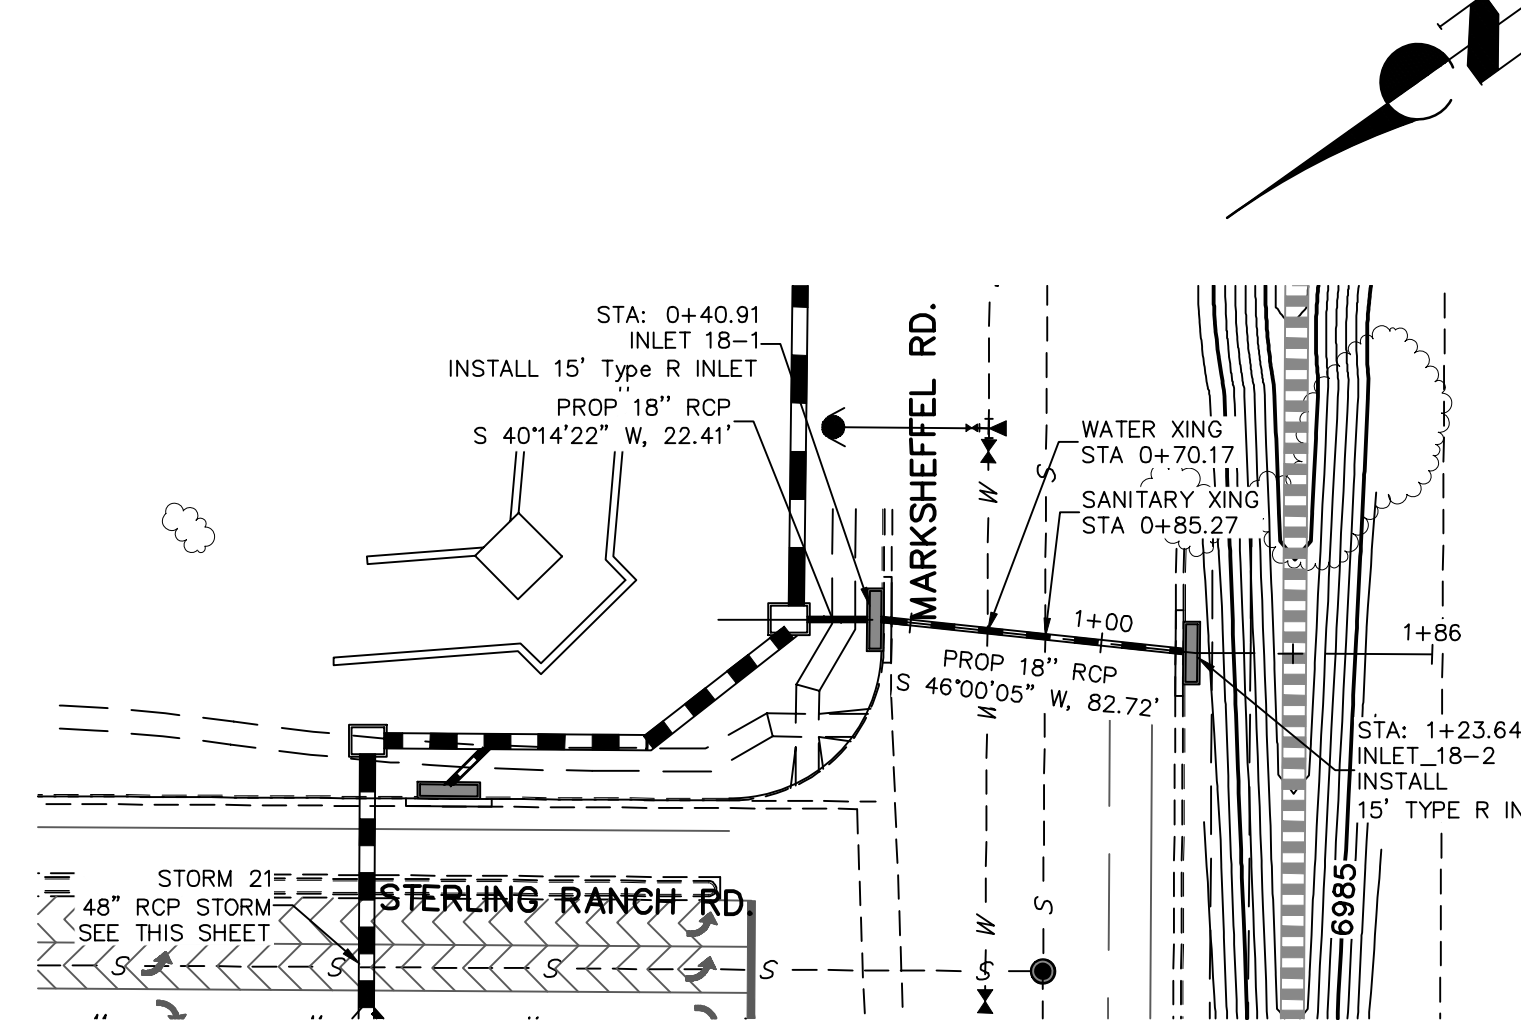 N
STA: 0+40.91
INLET 18-1
INSTALL 15' Type R INLET
PROP 18" RCP
S 40°14'22" W, 22.41'
MARKSHEFFEL RD.
WATER XING
STA 0+70.17
SANITARY XING
STA 0+85.27
W
S
1+00
1+86
PROP 18" RCP
S 46°00'05" W, 82.72'
W
STA: 1+23.64
INLET_18-2
INSTALL
15' TYPE R IN
6985
STORM 21
48" RCP STORM
SEE THIS SHEET
STERLING RANCH RD.
W
S
S
S
S
S
S